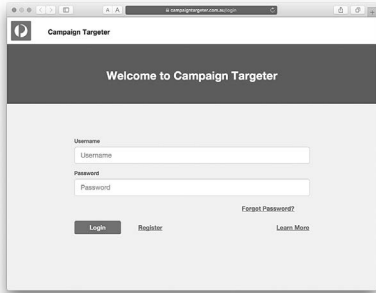 A A
campaigntargeter.com.au/login
Campaign Targeter
Welcome to Campaign Targeter
Username
Username
Password
Password
Forgot Password?
Login
Register
Learn More